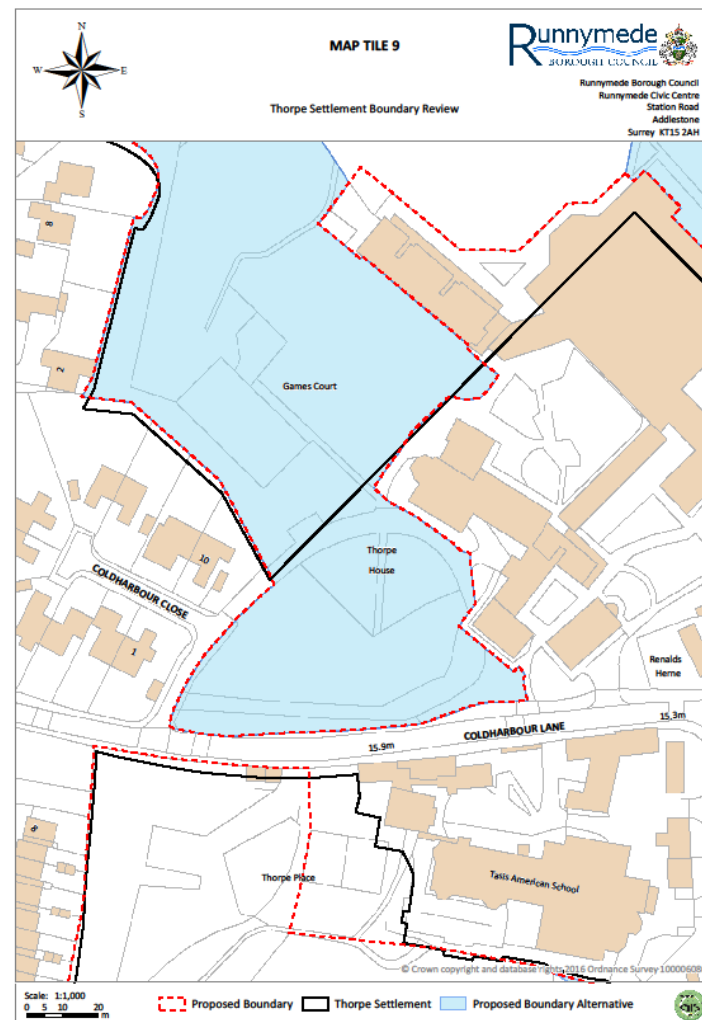 N
W E
S
MAP TILE 9
Thorpe Settlement Boundary Review
Runnymede
BOROUGH COUNCIL
Runnymede Borough Council
Runnymede Civic Centre
Station Road
Addlestone
Surrey KT15 2AH
8
2
Games Court
Thorpe
House
10
COLDHARBOUR CLOSE
1
Renalds
Herne
15.3m
COLDHARBOUR LANE
15.9m
8
Thorpe Place
Tasis American School
© Crown copyright and database rights 2016 Ordnance Survey 10000608
Scale: 1:1,000
0 5 10 20
m
Proposed Boundary
Thorpe Settlement
Proposed Boundary Alternative